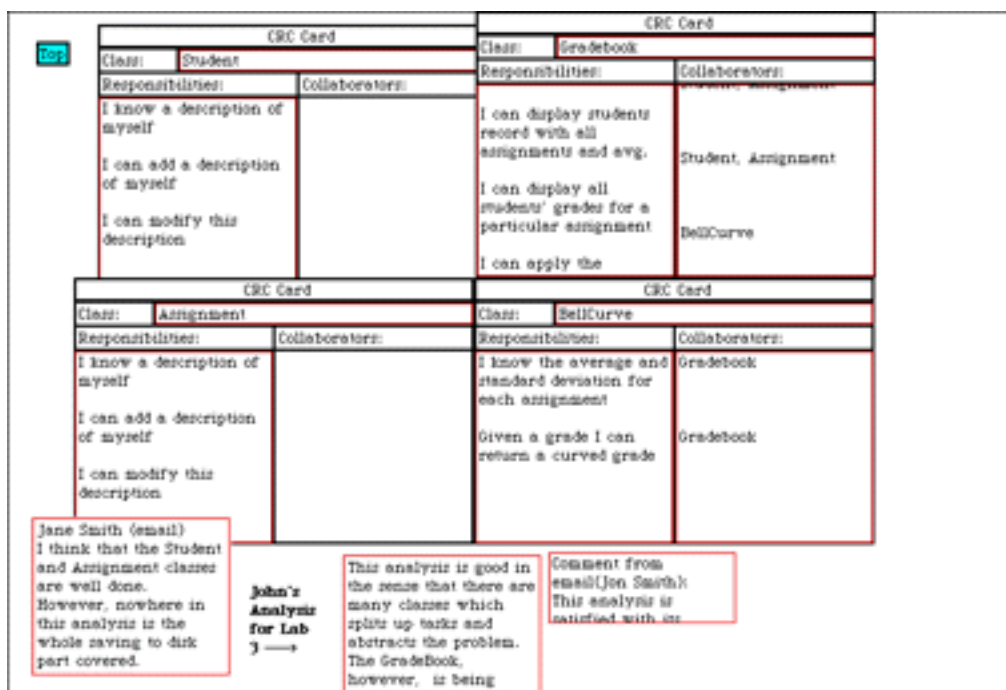 Top
CRC Card
Class: Student
Responsibilities: Collaborators:
I know a description of
myself
I can add a description
of myself
I can modify this
description
CRC Card
Class: Gradebook
Responsibilities: Collaborators:
Student, Assignment
I can display students
record with all
assignments and avg.
Student, Assignment
I can display all
students' grades for a
particular assignment
BellCurve
I can apply the
CRC Card
Class: Assignment
Responsibilities: Collaborators:
I know a description of
myself
I can add a description
of myself
I can modify this
description
CRC Card
Class: BellCurve
Responsibilities: Collaborators:
I know the average and Gradebook
standard deviation for
each assignment
Given a grade I can Gradebook
return a curved grade
Jane Smith (email)
I think that the Student
and Assignment classes
are well done.
However, nowhere in
this analysis is the
whole saving to disk
part covered.
John's
Analysis
for Lab
3 →
This analysis is good in
the sense that there are
many classes which
splits up tasks and
abstracts the problem.
The GradeBook,
however, is being
Comment from
email(Jon Smith):
This analysis is
satisfied with its